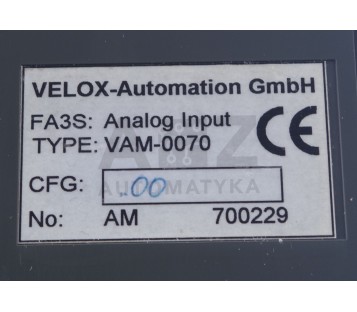 VELOX-Automation GmbH
FA3S: Analog Input
TYPE: VAM-0070
CE
CFG: .00
AUTOMATYKA
No: AM 700229